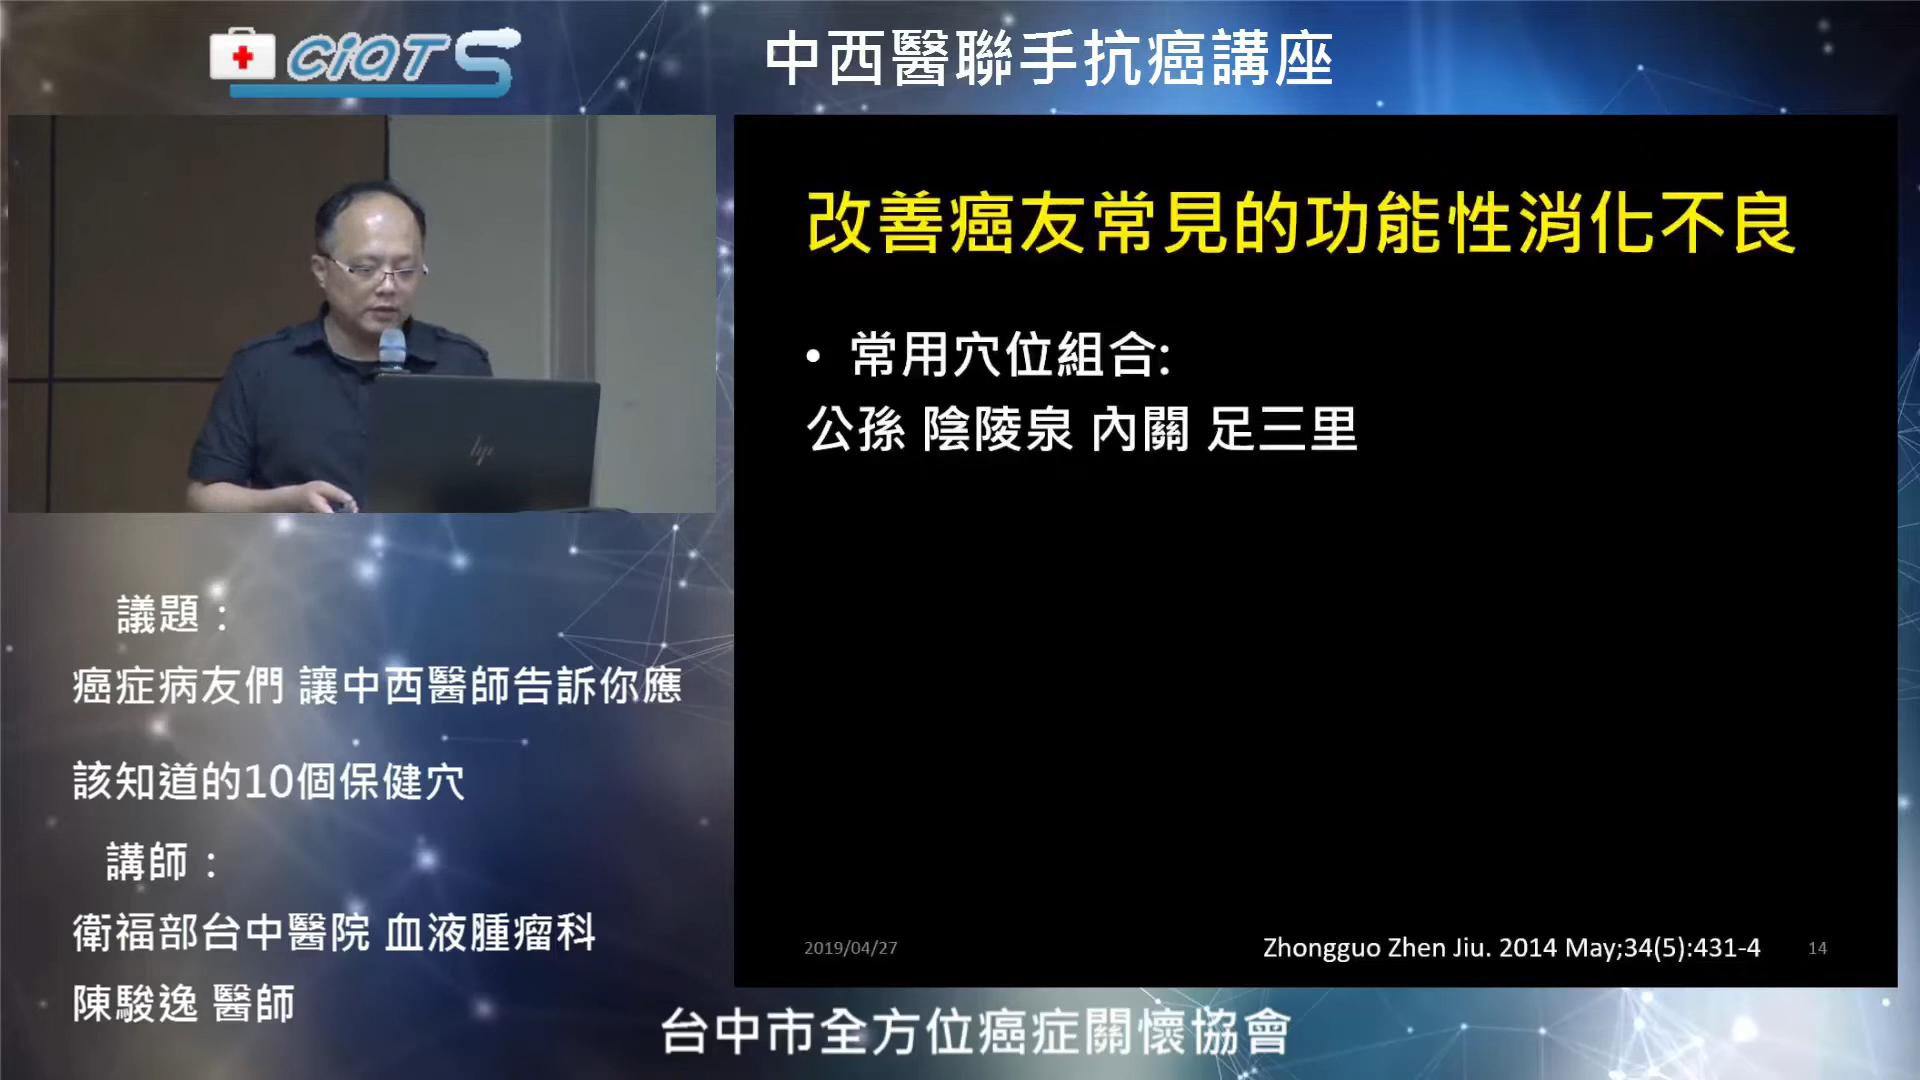 CiQTS
中西醫聯手抗癌講座
改善癌友常見的功能性消化不良
• 常用穴位組合:
公孫 陰陵泉 內關 足三里
hp
議題：
癌症病友們 讓中西醫師告訴你應
該知道的10個保健穴
講師：
衛福部台中醫院 血液腫瘤科
陳駿逸 醫師
2019/04/27
Zhongguo Zhen Jiu. 2014 May;34(5):431-4
14
台中市全方位癌症關懷協會